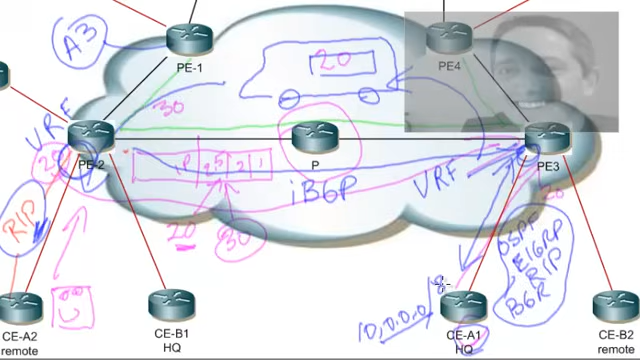 A3
PE-1
PE4
20
30
VRF
PE-2
P
PE3
20
IP 25 2 1
iBGP
VRF
RIP
20
30
20
OSPF
EIGRP
RIP
BGR
10.0.0.0/8
CE-A2
remote
CE-B1
HQ
CE-A1
HQ
CE-B2
remote